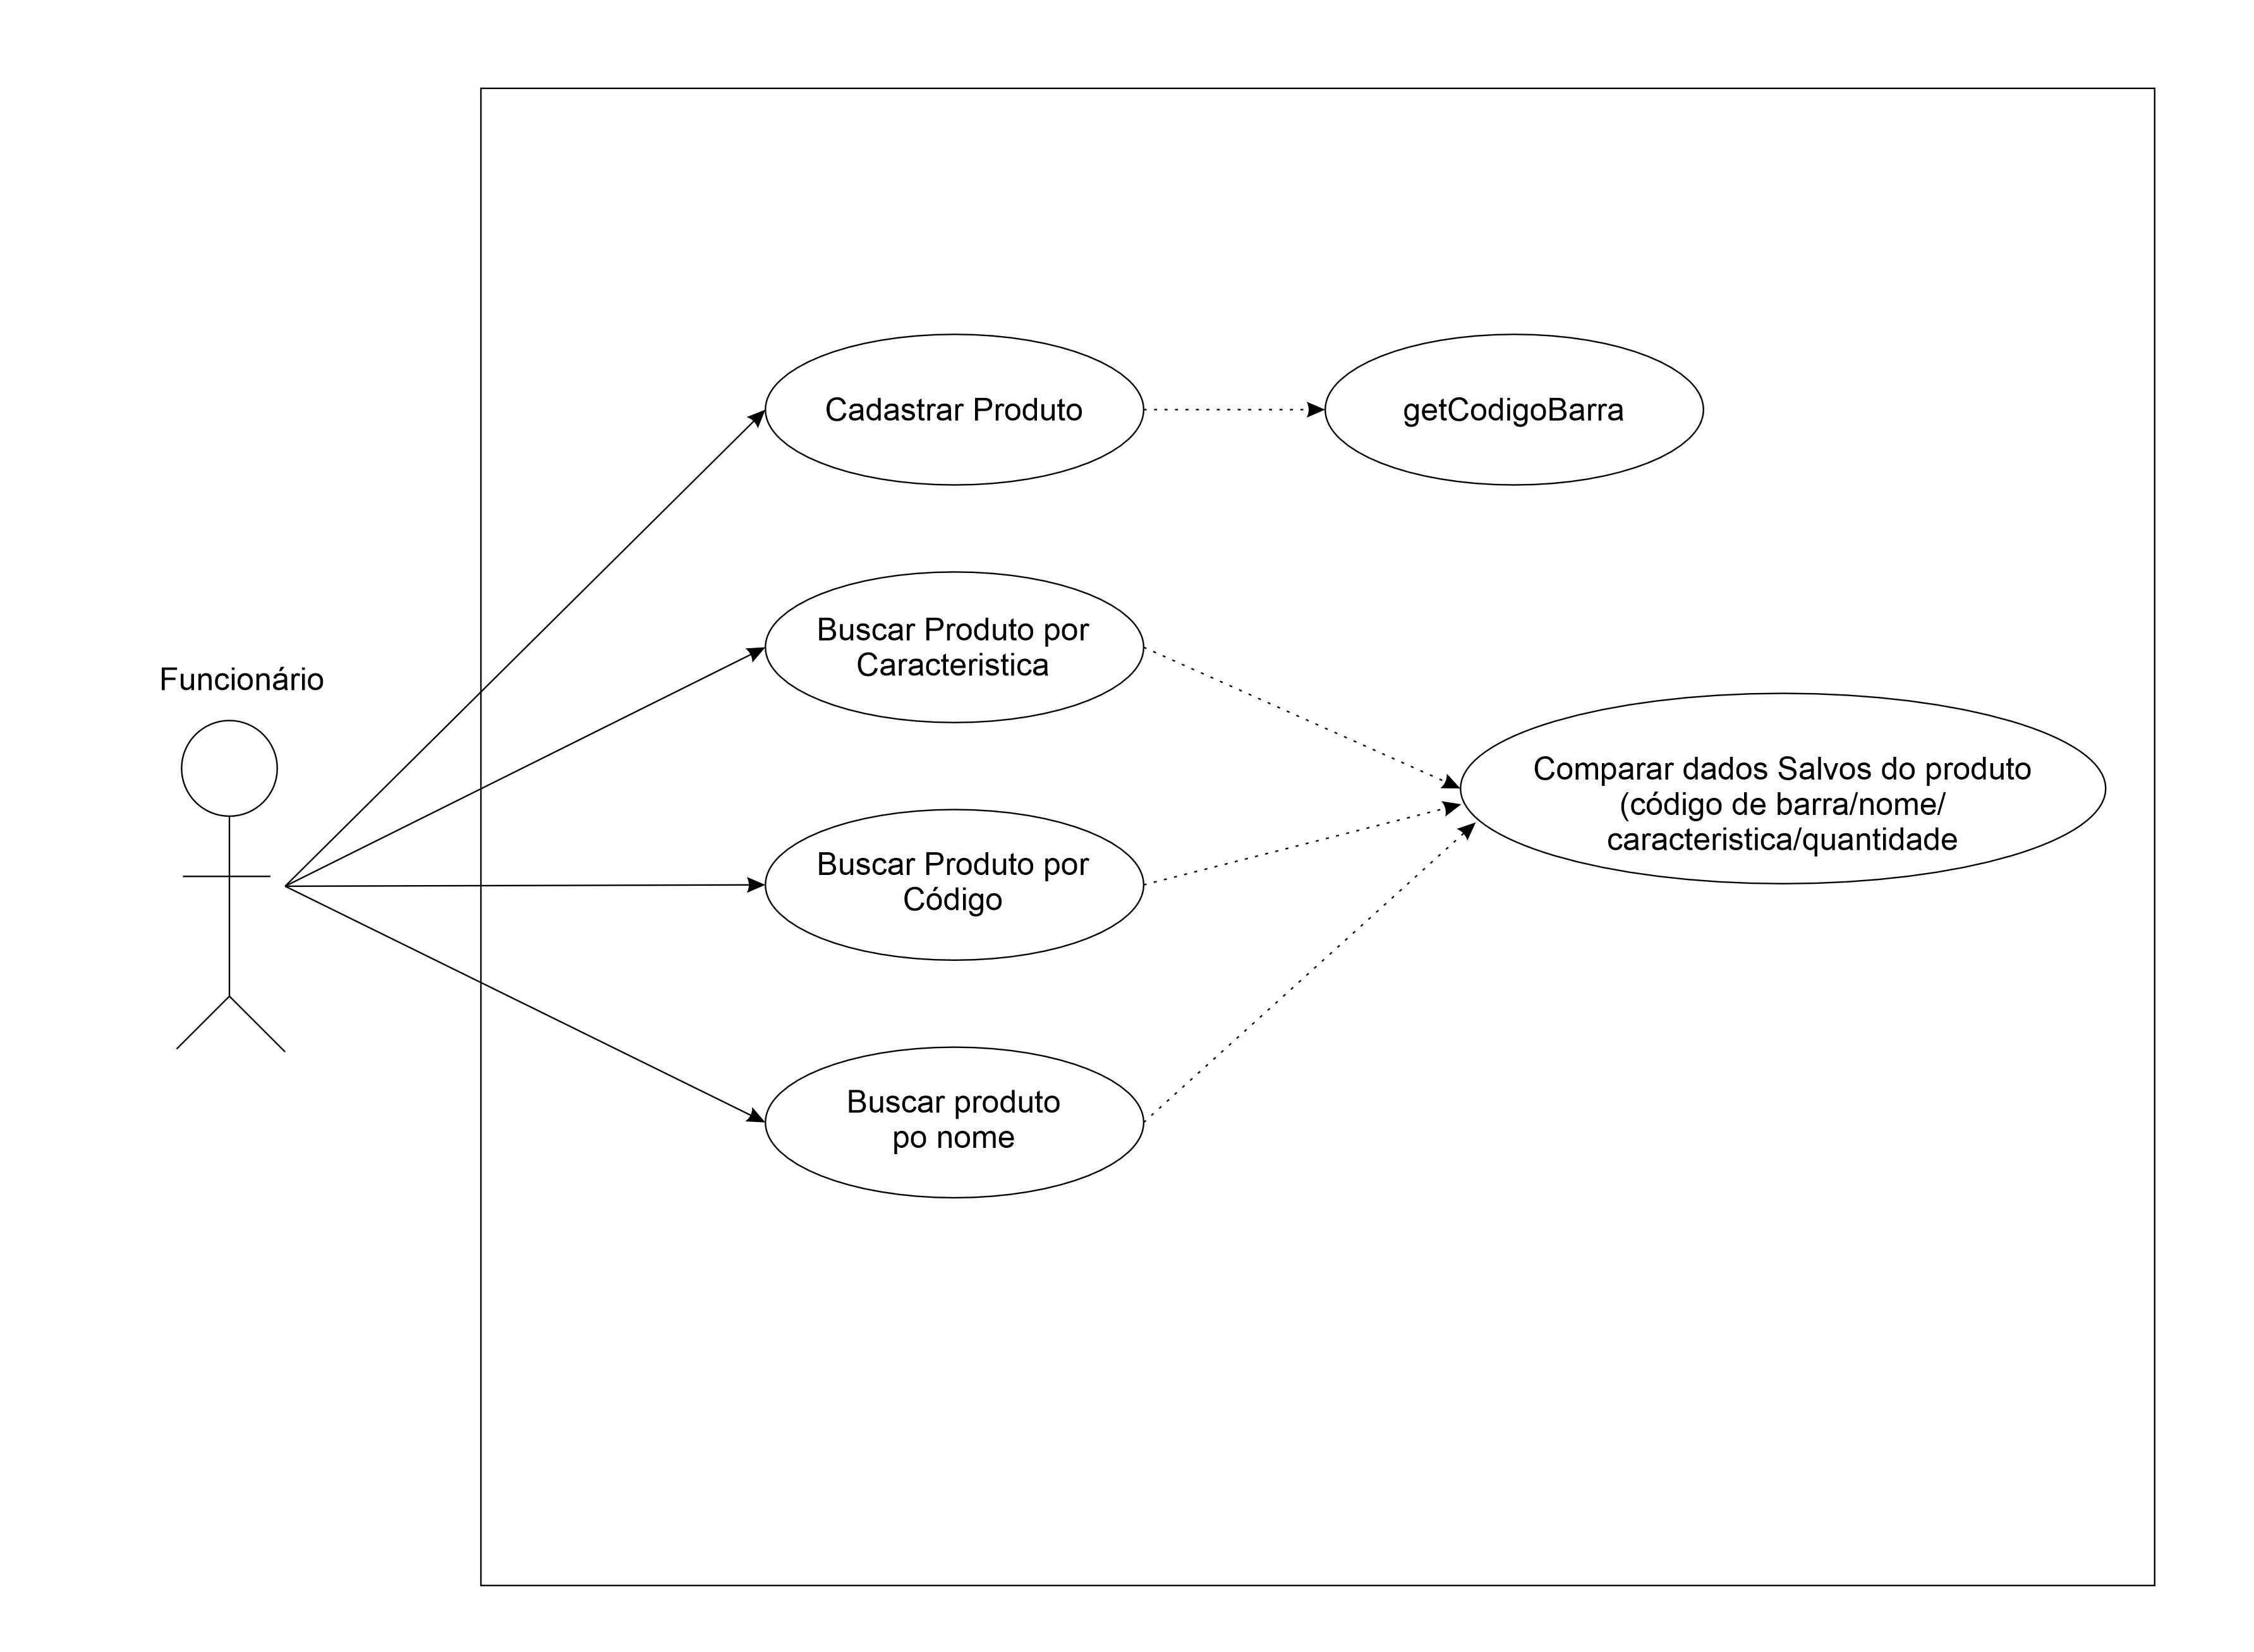 Cadastrar Produto
getCodigoBarra
Buscar Produto por
Caracteristica
Funcionário
Comparar dados Salvos do produto
(código de barra/nome/
caracteristica/quantidade
Buscar Produto por
Código
Buscar produto
po nome